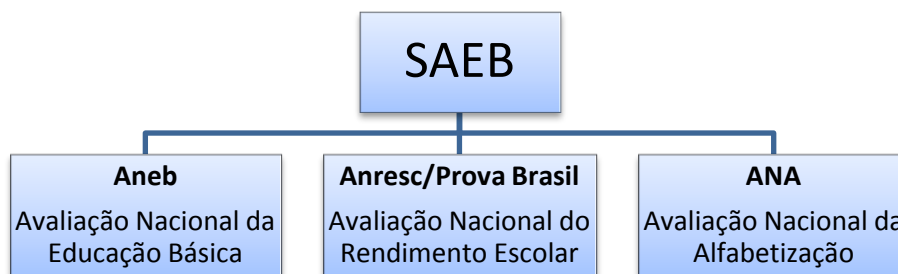 SAEB
Aneb
Avaliação Nacional da
Educação Básica
Anresc/Prova Brasil
Avaliação Nacional do
Rendimento Escolar
ANA
Avaliação Nacional da
Alfabetização